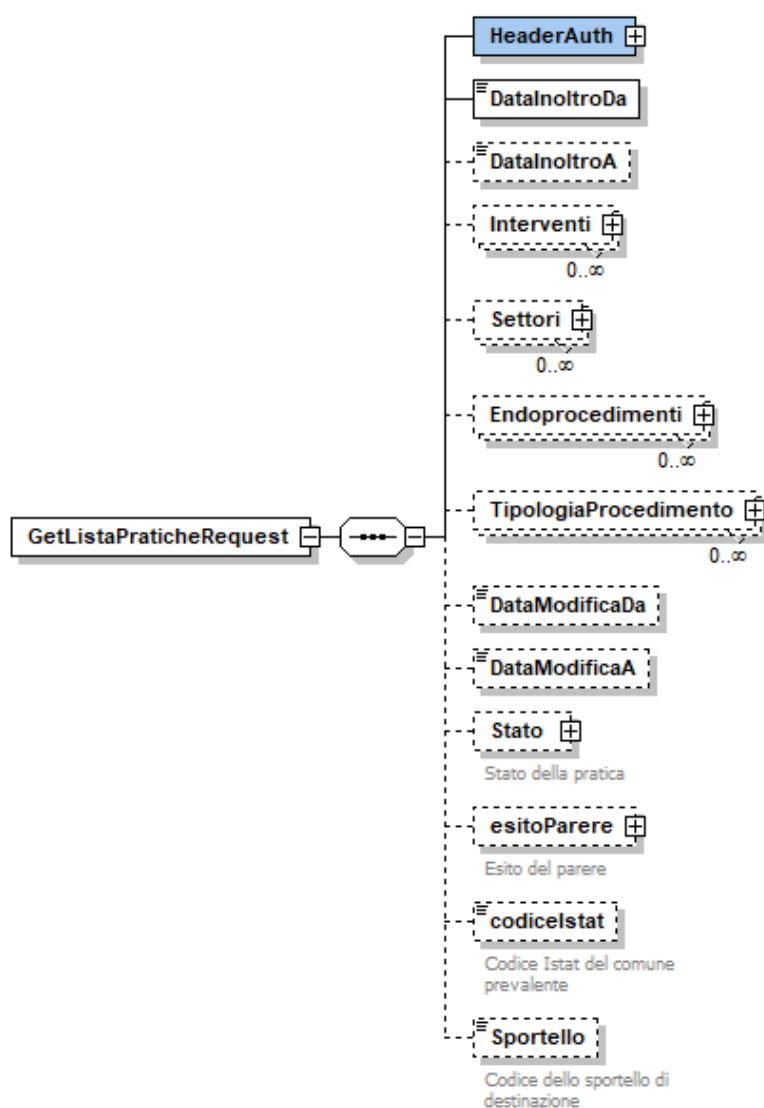 HeaderAuth
DataInoltroDa
DataInoltroA
Interventi
0..∞
Settori
0..∞
Endoprocedimenti
0..∞
GetListaPraticheRequest
TipologiaProcedimento
0..∞
DataModificaDa
DataModificaA
Stato
Stato della pratica
esitoParere
Esito del parere
codiceIstat
Codice Istat del comune
prevalente
Sportello
Codice dello sportello di
destinazione